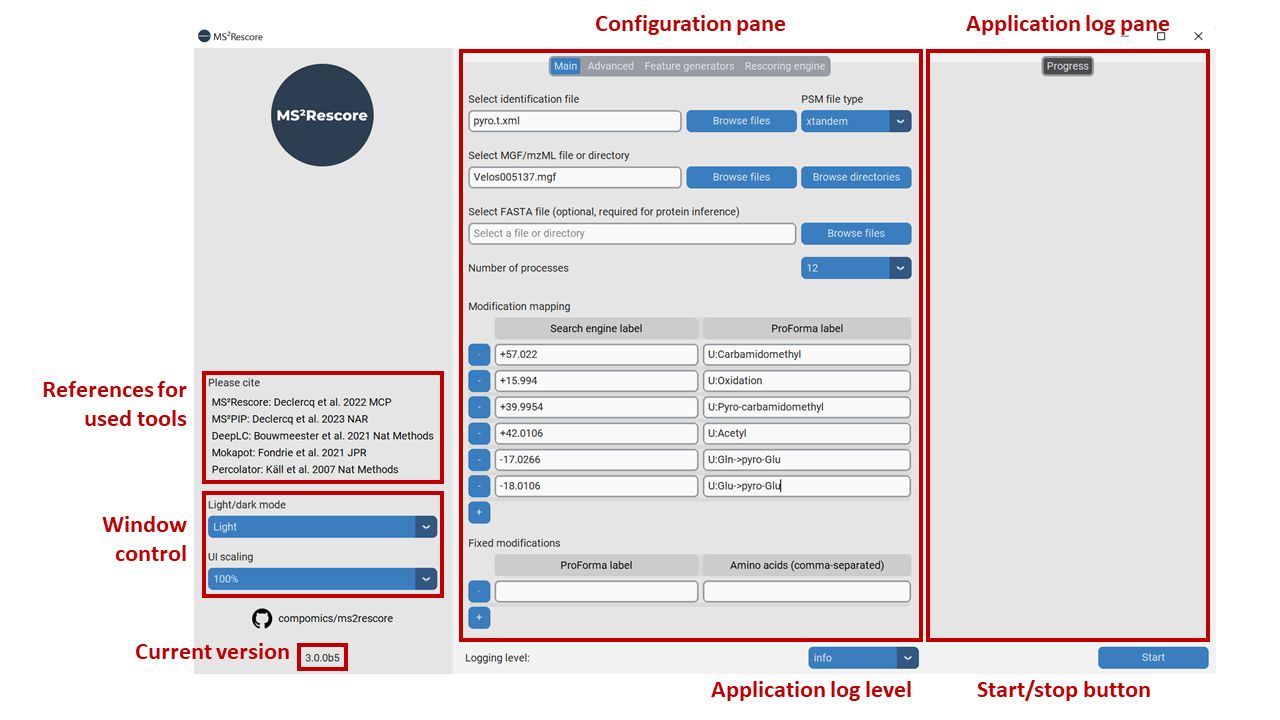 Configuration pane
Application log pane
MS²Rescore
MS²Rescore
Main Advanced Feature generators Rescoring engine
Progress
Select identification file
PSM file type
pyro.t.xml
Browse files
xtandem
Select MGF/mzML file or directory
Velos005137.mgf
Browse files
Browse directories
Select FASTA file (optional, required for protein inference)
Select a file or directory
Browse files
Number of processes
12
Modification mapping
Search engine label
ProForma label
- +57.022 U:Carbamidomethyl
- +15.994 U:Oxidation
- +39.9954 U:Pyro-carbamidomethyl
- +42.0106 U:Acetyl
- -17.0266 U:Gln->pyro-Glu
- -18.0106 U:Glu->pyro-Glu
+
Fixed modifications
ProForma label
Amino acids (comma-separated)
-
+
References for
used tools
Please cite
MS²Rescore: Declercq et al. 2022 MCP
MS²PIP: Declercq et al. 2023 NAR
DeepLC: Bouwmeester et al. 2021 Nat Methods
Mokapot: Fondrie et al. 2021 JPR
Percolator: Käll et al. 2007 Nat Methods
Window
control
Light/dark mode
Light
UI scaling
100%
compomics/ms2rescore
Current version
3.0.0b5
Logging level:
info
Start
Application log level
Start/stop button